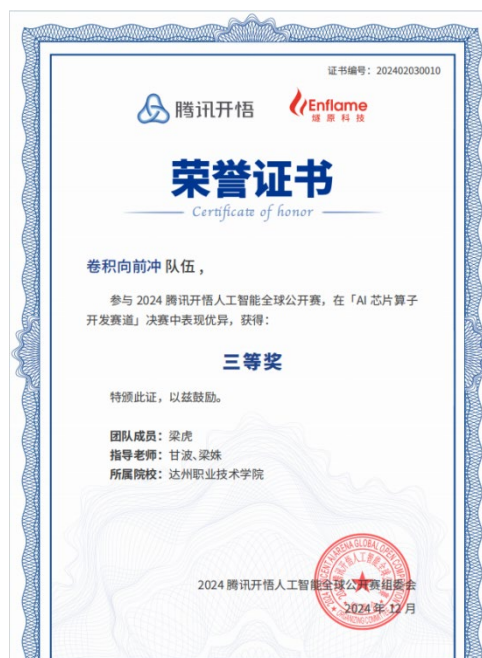 证书编号：202402030010
腾讯开悟
Enflame
燧原科技
荣誉证书
Certificate of honor
卷积向前冲 队伍，
参与 2024 腾讯开悟人工智能全球公开赛，在「AI 芯片算子
开发赛道」决赛中表现优异，获得：
三等奖
特颁此证，以兹鼓励。
团队成员：梁虎
指导老师：甘波、梁姝
所属院校：达州职业技术学院
2024 腾讯开悟人工智能全球公开赛组委会
2024 年 12 月